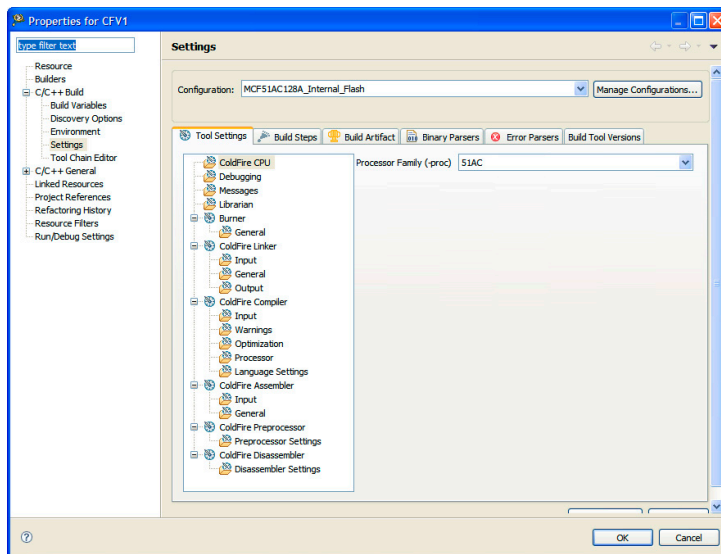 Properties for CFV1
type filter text
Settings
Resource
Builders
C/C++ Build
Build Variables
Discovery Options
Environment
Settings
Tool Chain Editor
C/C++ General
Linked Resources
Project References
Refactoring History
Resource Filters
Run/Debug Settings
Configuration: MCF51AC128A_Internal_Flash Manage Configurations...
Tool Settings Build Steps Build Artifact Binary Parsers Error Parsers Build Tool Versions
ColdFire CPU
Debugging
Messages
Librarian
Burner
General
ColdFire Linker
Input
General
Output
ColdFire Compiler
Input
Warnings
Optimization
Processor
Language Settings
ColdFire Assembler
Input
General
ColdFire Preprocessor
Preprocessor Settings
ColdFire Disassembler
Disassembler Settings
Processor Family (-proc) 51AC
OK Cancel